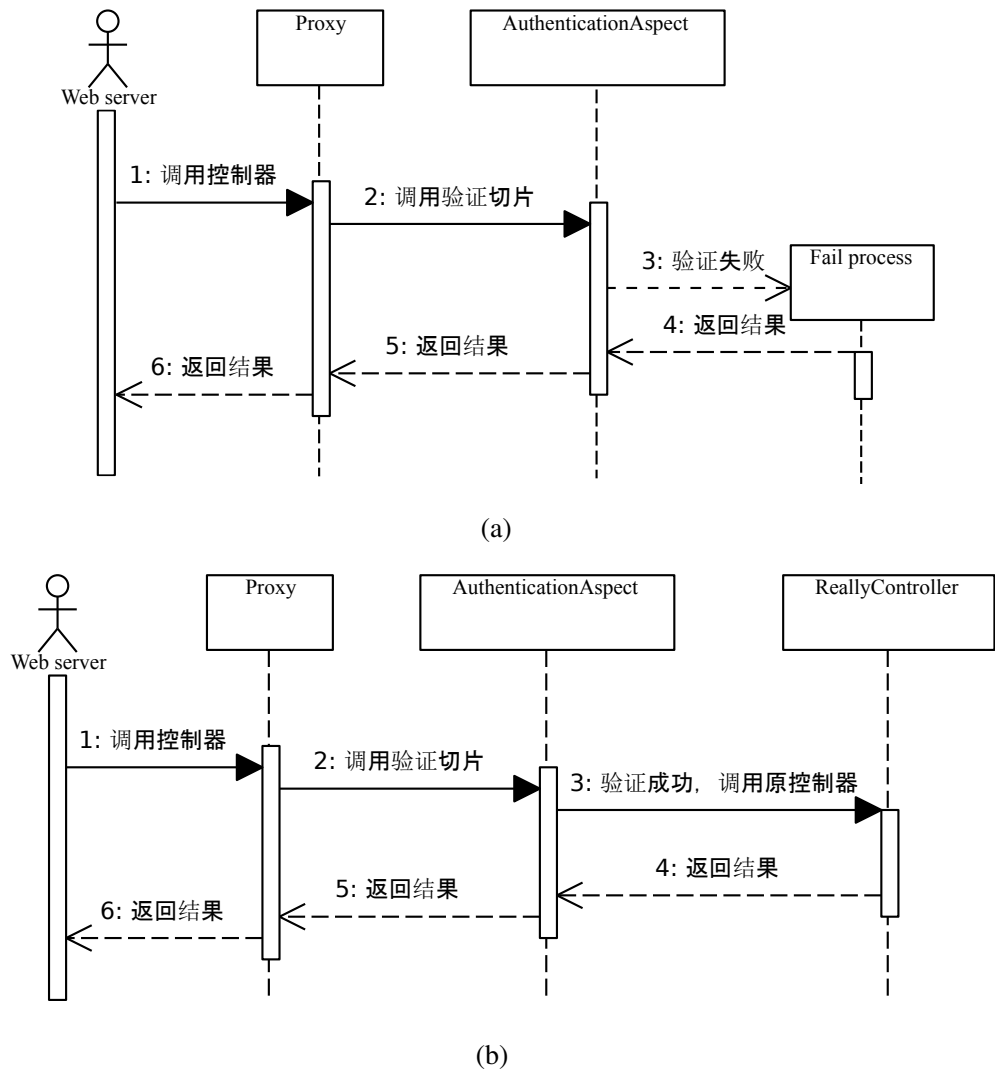 Proxy
AuthenticationAspect
Web server
1: 调用控制器
2: 调用验证切片
3: 验证失败
Fail process
4: 返回结果
5: 返回结果
6: 返回结果
(a)
Proxy
AuthenticationAspect
ReallyController
Web server
1: 调用控制器
2: 调用验证切片
3: 验证成功，调用原控制器
4: 返回结果
5: 返回结果
6: 返回结果
(b)